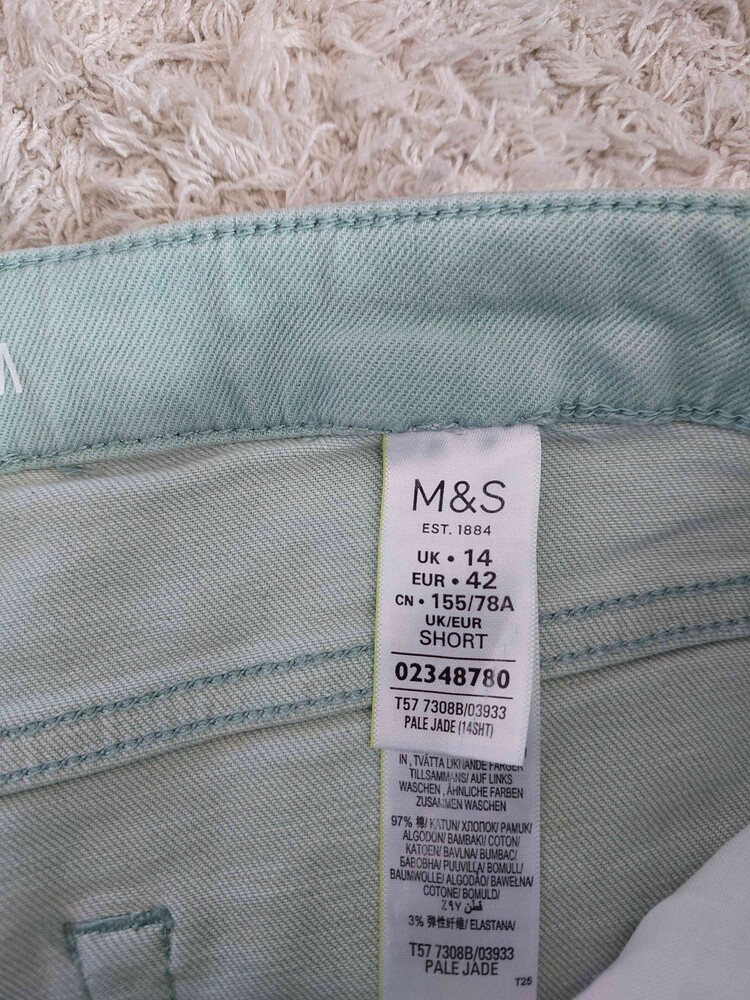 M
M&S
EST. 1884
UK • 14
EUR • 42
CN • 155/78A
UK/EUR
SHORT
02348780
T57 7308B/03933
PALE JADE (14SHT)
IN, TVÄTTA LIKNANDE FÄRGER
TILLSAMMANS/ AUF LINKS
WASCHEN, ÄHNLICHE FARBEN
ZUSAMMEN WASCHEN
97% 棉/ KATUN/ ХЛОПОК/ PAMUK/
ALGODÓN/ BAMBAKI/ COTTON/
KATOEN/ BAVLNA/ BUMBAC/
БАВОВНА/ PUUVILLA/ BOMULL/
BAUMWOLLE/ ALGODÃO/ BAWEŁNA/
COTONE/ BOMULD/
قطن ٩٧٪
3% 弹性纤维/ ELASTANA/
T57 7308B/03933
PALE JADE
T25